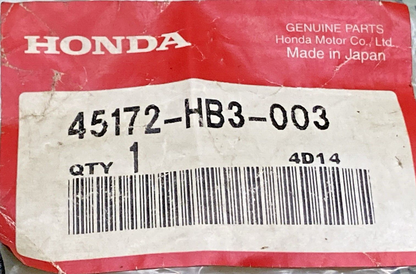 HONDA
GENUINE PARTS
Honda Motor Co., Ltd.
Made in Japan
45172-HB3-003
QTY 1 4D14